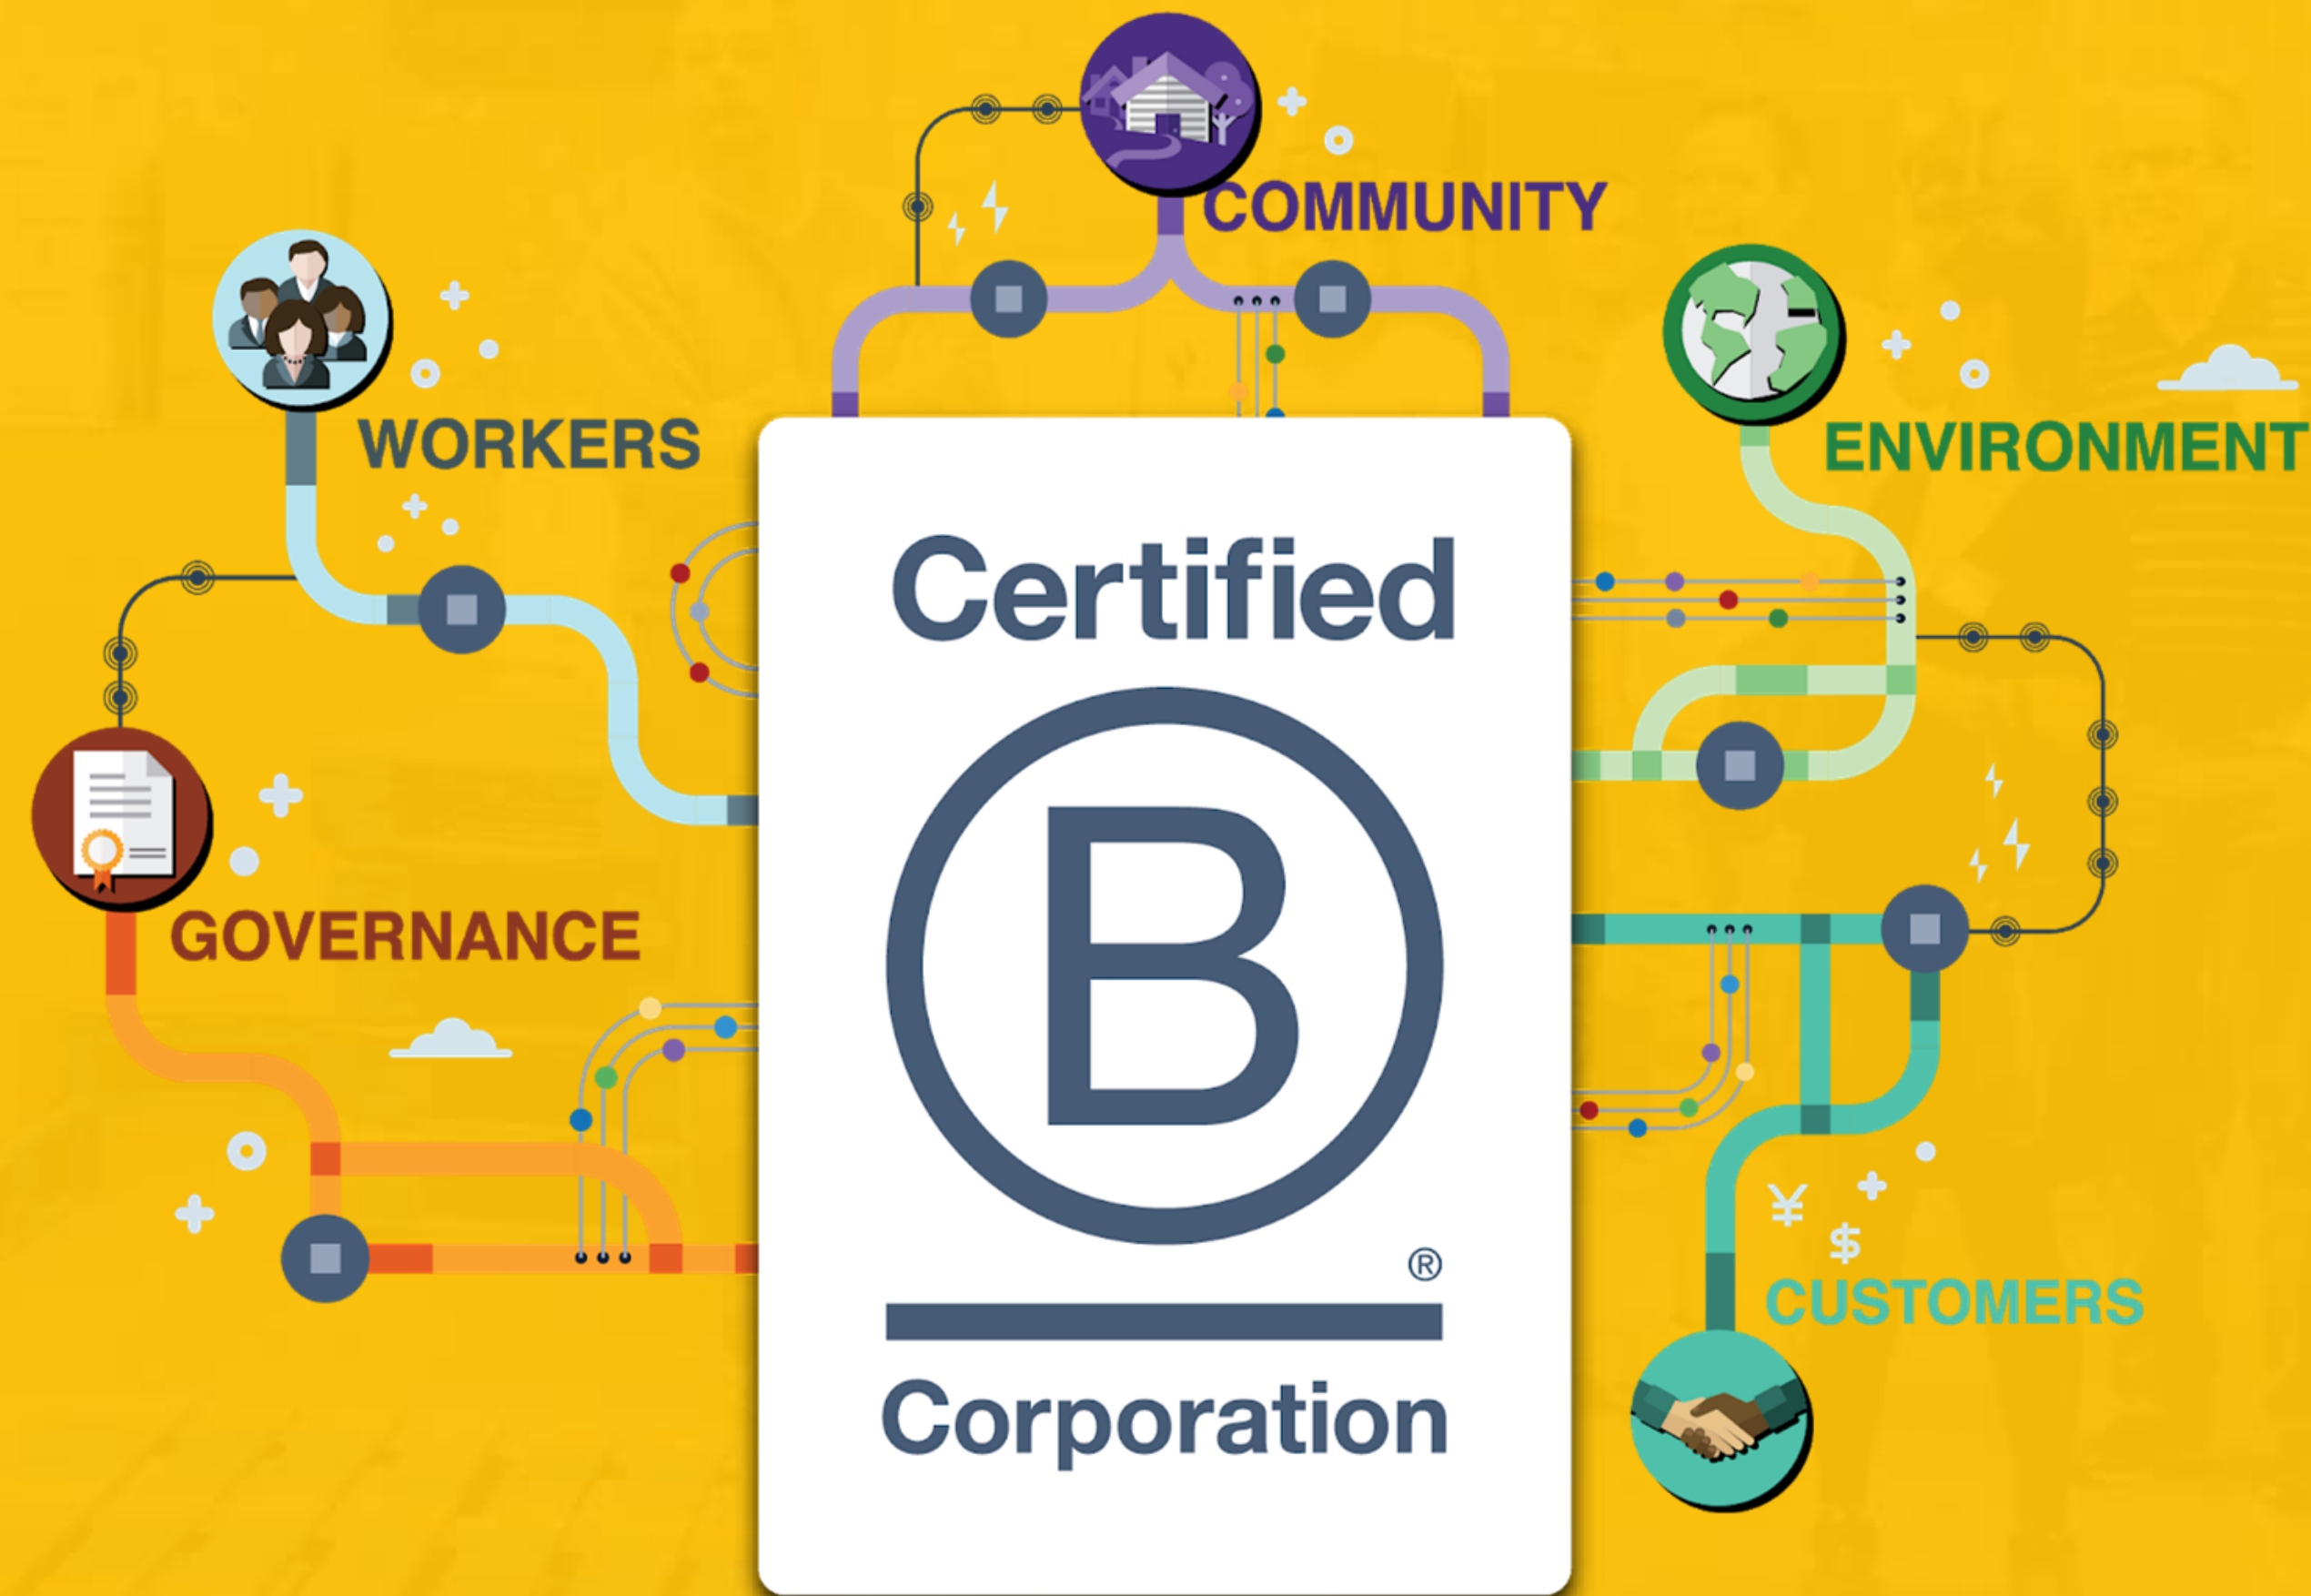 COMMUNITY
WORKERS
ENVIRONMENT
Certified
B
®
Corporation
GOVERNANCE
¥
$
CUSTOMERS